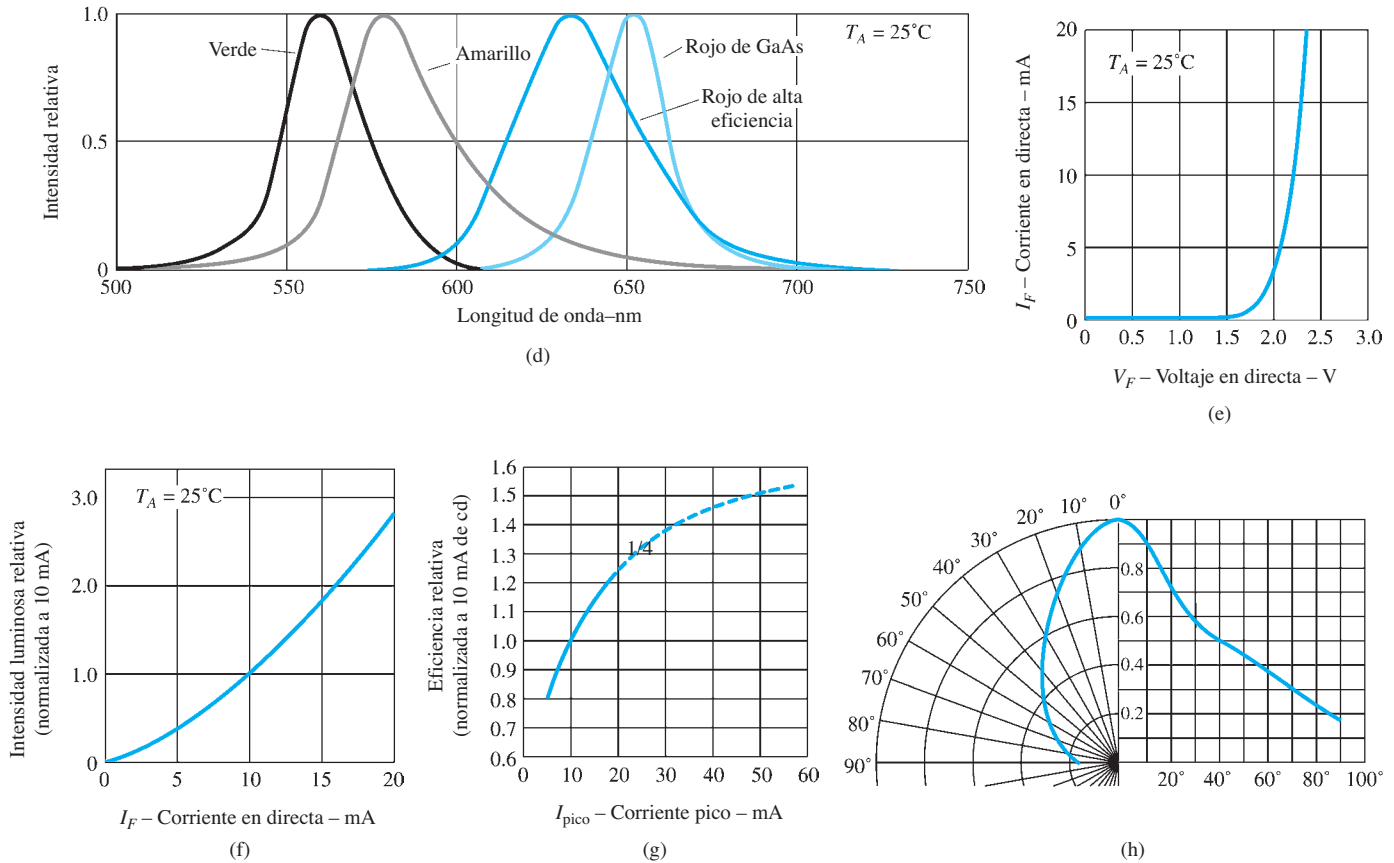 1.0
Verde
Amarillo
Rojo de GaAs
Rojo de alta
eficiencia
T_A = 25°C
Intensidad relativa
0.5
0
500
550
600
650
700
750
Longitud de onda–nm
(d)
20
T_A = 25°C
15
10
5
0
I_F – Corriente en directa – mA
0
0.5
1.0
1.5
2.0
2.5
3.0
V_F – Voltaje en directa – V
(e)
Intensidad luminosa relativa
(normalizada a 10 mA)
3.0
T_A = 25°C
2.0
1.0
0
0
5
10
15
20
I_F – Corriente en directa – mA
(f)
Eficiencia relativa
(normalizada a 10 mA de cd)
1.6
1.5
1.4
1.3
1.2
1.1
1.0
0.9
0.8
0.7
0.6
1/4
0
10
20
30
40
50
60
I_pico – Corriente pico – mA
(g)
0°
10°
20°
30°
40°
50°
60°
70°
80°
90°
0.8
0.6
0.4
0.2
20°
40°
60°
80°
100°
(h)